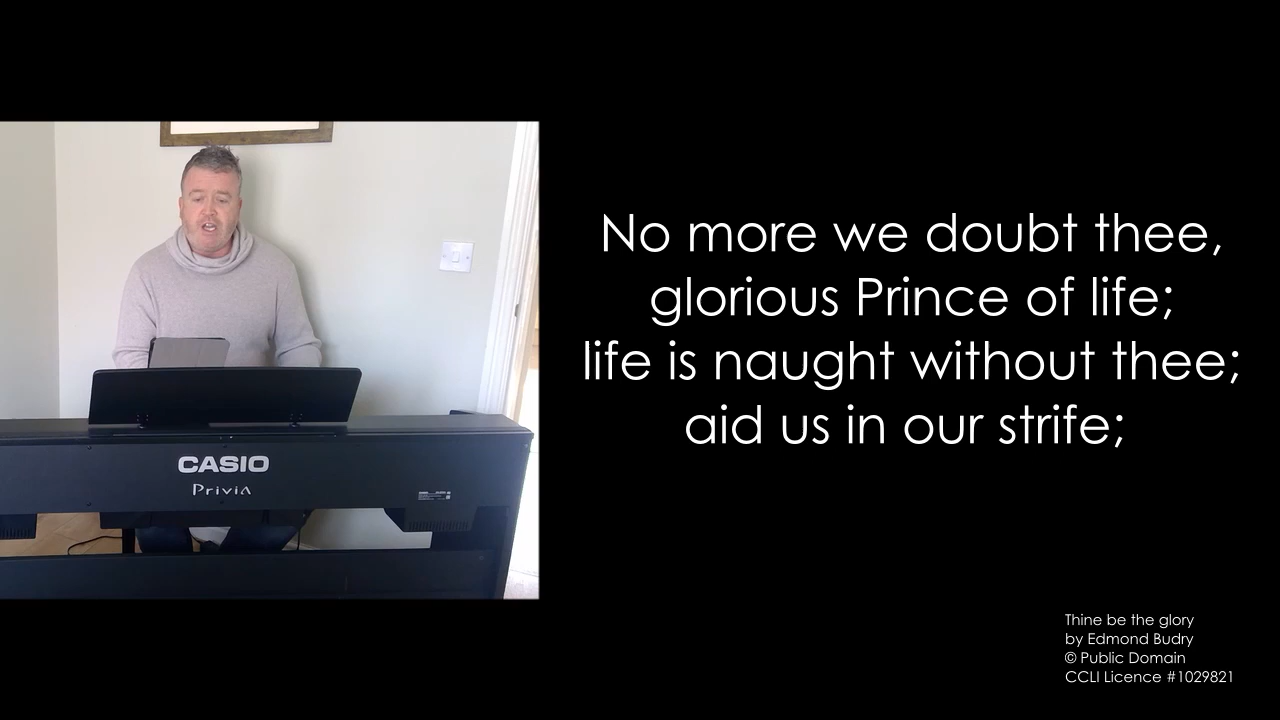 No more we doubt thee,
glorious Prince of life;
life is naught without thee;
aid us in our strife;
CASIO
Privia
Thine be the glory
by Edmond Budry
© Public Domain
CCLI Licence #1029821